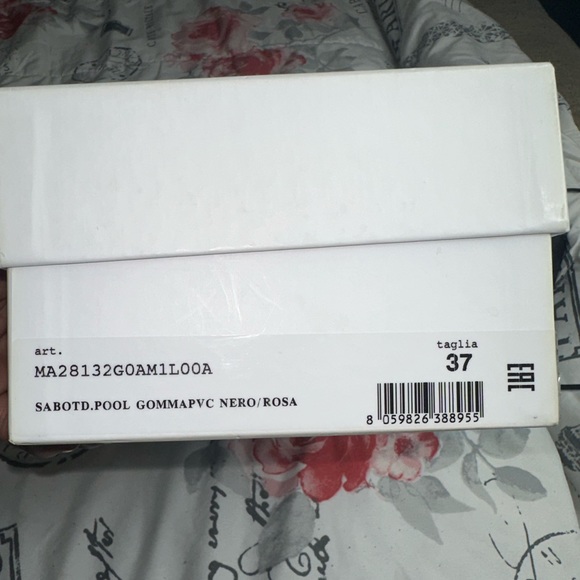 art.
MA28132G0AM1L00A
SABOTD.POOL GOMMAPVC NERO/ROSA
taglia
37
8 059826 388955
EAC